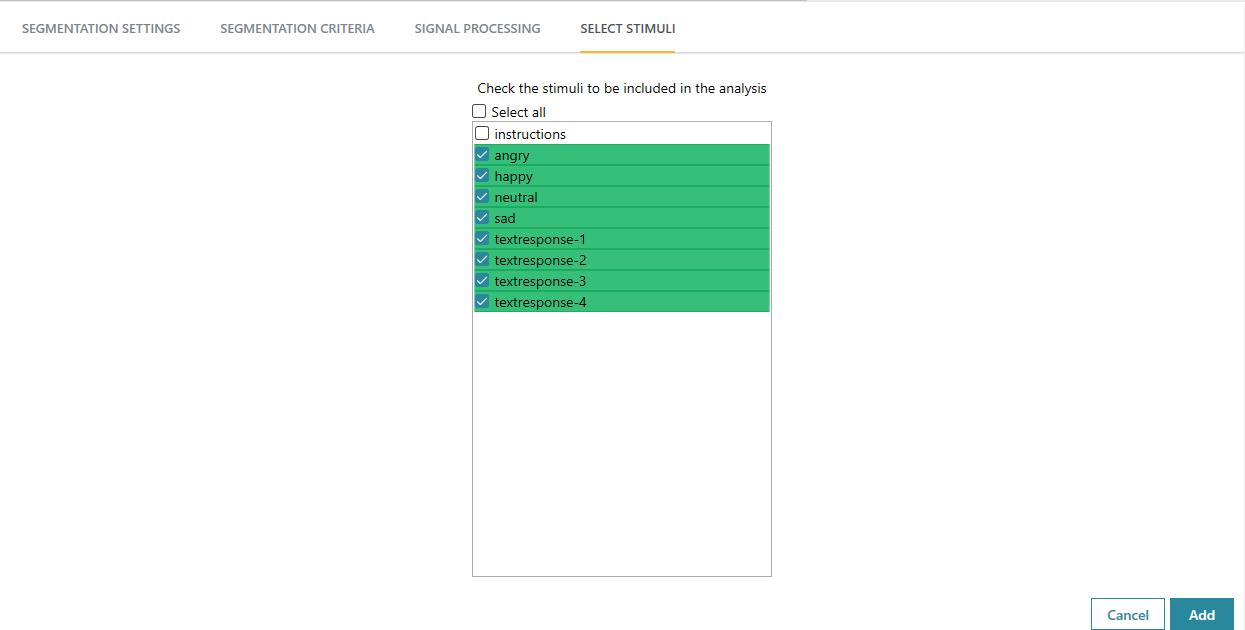 SEGMENTATION SETTINGS SEGMENTATION CRITERIA SIGNAL PROCESSING SELECT STIMULI
Check the stimuli to be included in the analysis
Select all
instructions
angry
happy
neutral
sad
textresponse-1
textresponse-2
textresponse-3
textresponse-4
Cancel Add